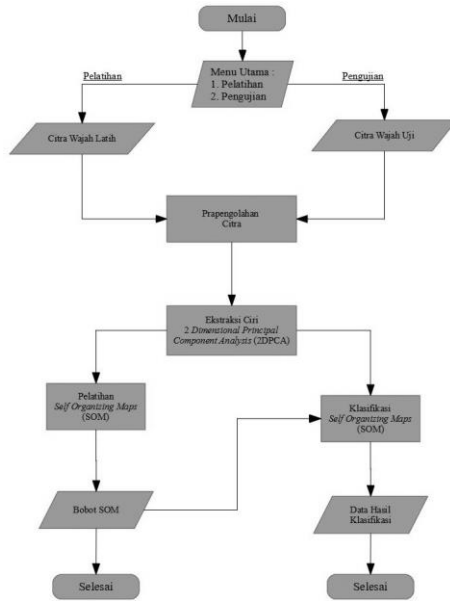 Mulai
Menu Utama :
1. Pelatihan
2. Pengujian
Pelatihan
Pengujian
Citra Wajah Latih
Citra Wajah Uji
Prapengolahan
Citra
Ekstraksi Ciri
2 Dimensional Principal
Component Analysis (2DPCA)
Pelatihan
Self Organizing Maps
(SOM)
Klasifikasi
Self Organizing Maps
(SOM)
Bobot SOM
Data Hasil
Klasifikasi
Selesai
Selesai